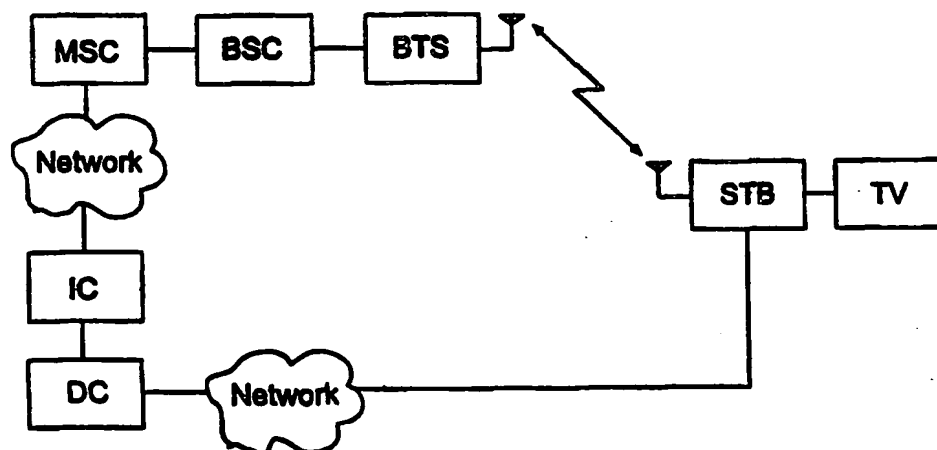 MSC
BSC
BTS
Network
STB
TV
IC
DC
Network